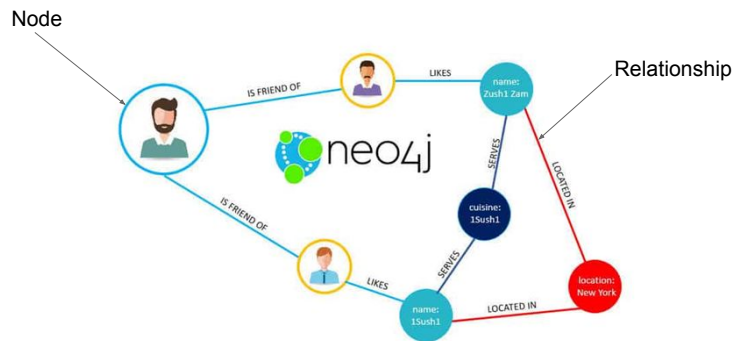 Node
Relationship
IS FRIEND OF
LIKES
name:
Zush1 Zam
neo4j
SERVES
LOCATED IN
cuisine:
1Sush1
IS FRIEND OF
SERVES
LIKES
name:
1Sush1
LOCATED IN
location:
New York